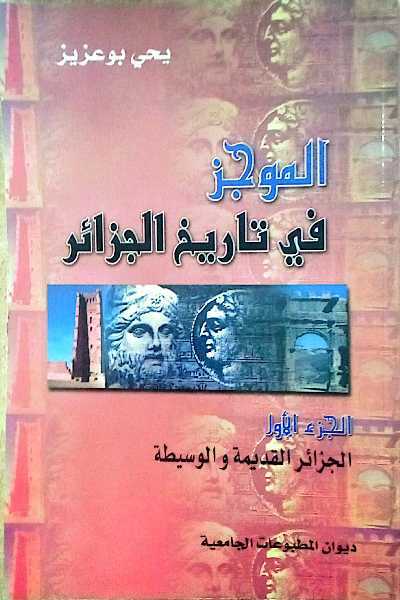 يحي بوعزيز
الموجز
في تاريخ الجزائر
الجزء الأول
الجزائر القديمة والوسيطة
ديوان المطبوعات الجامعية